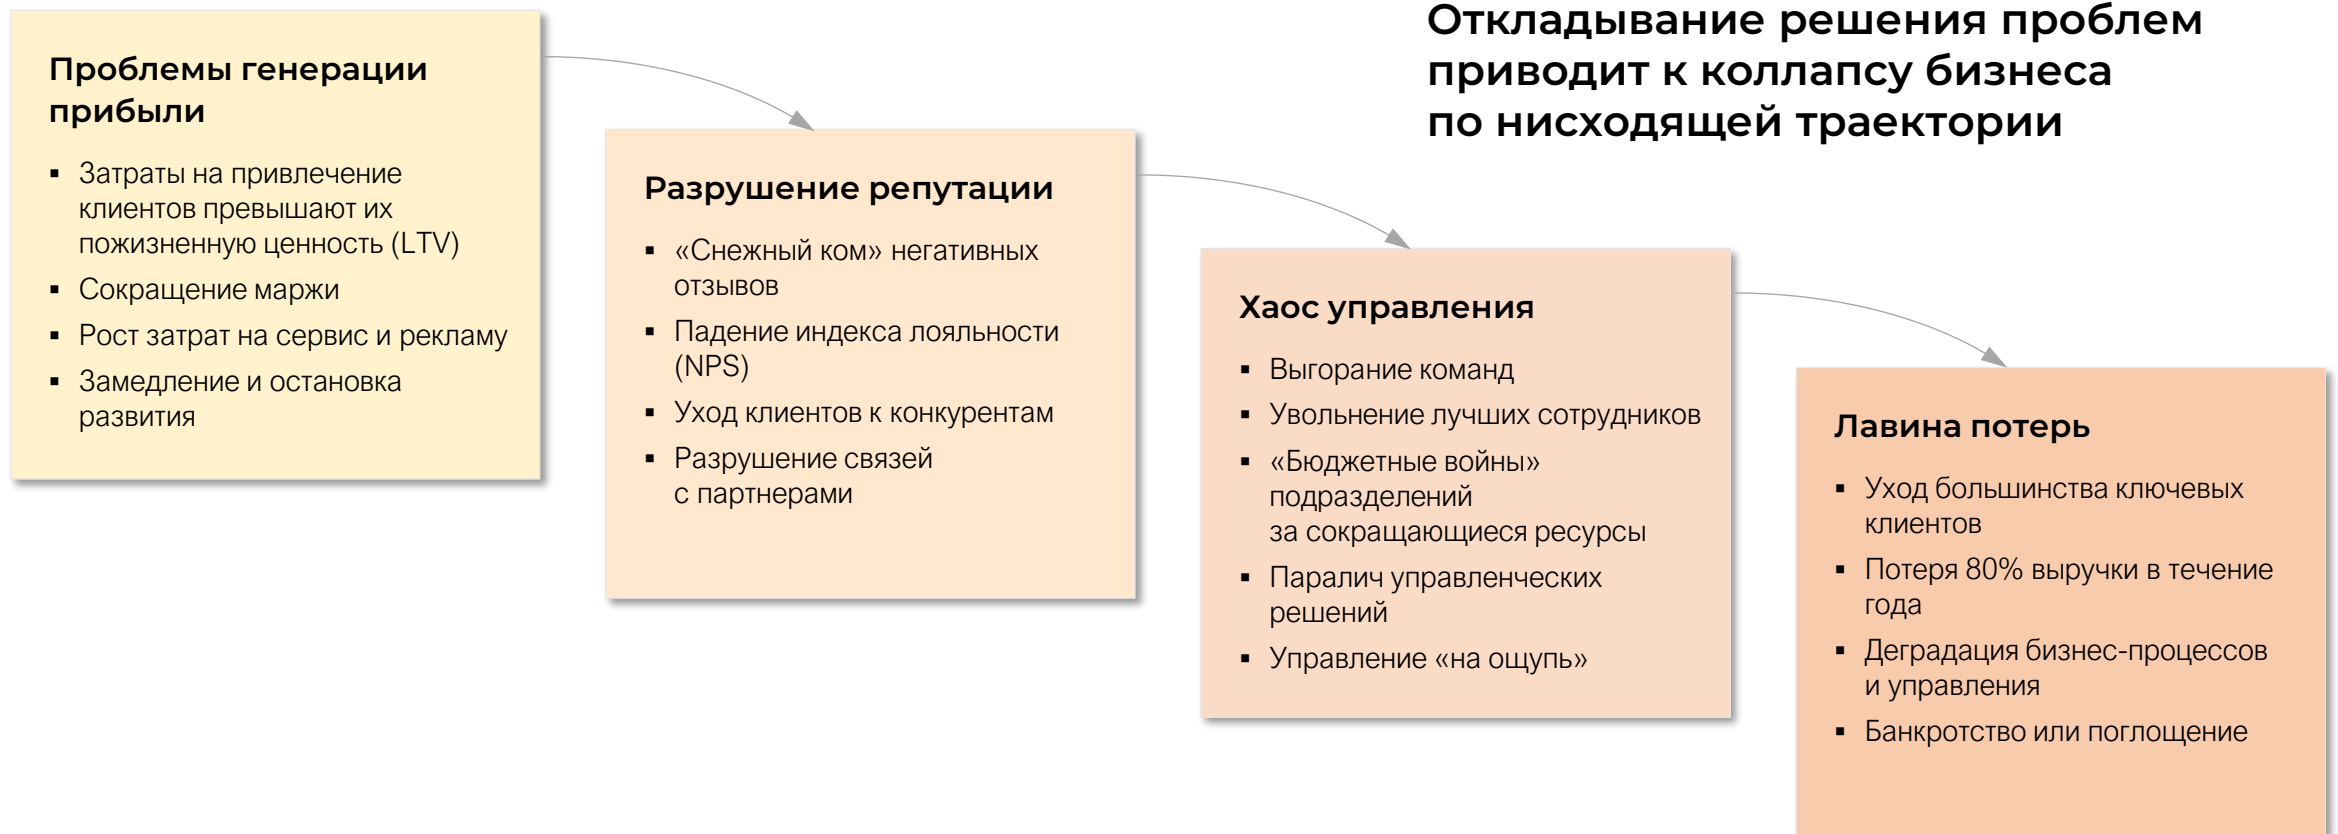 Откладывание решения проблем
приводит к коллапсу бизнеса
по нисходящей траектории
Проблемы генерации
прибыли
▪ Затраты на привлечение
клиентов превышают их
пожизненную ценность (LTV)
▪ Сокращение маржи
▪ Рост затрат на сервис и рекламу
▪ Замедление и остановка
развития
Разрушение репутации
▪ «Снежный ком» негативных
отзывов
▪ Падение индекса лояльности
(NPS)
▪ Уход клиентов к конкурентам
▪ Разрушение связей
с партнерами
Хаос управления
▪ Выгорание команд
▪ Увольнение лучших сотрудников
▪ «Бюджетные войны»
подразделений
за сокращающиеся ресурсы
▪ Паралич управленческих
решений
▪ Управление «на ощупь»
Лавина потерь
▪ Уход большинства ключевых
клиентов
▪ Потеря 80% выручки в течение
года
▪ Деградация бизнес-процессов
и управления
▪ Банкротство или поглощение